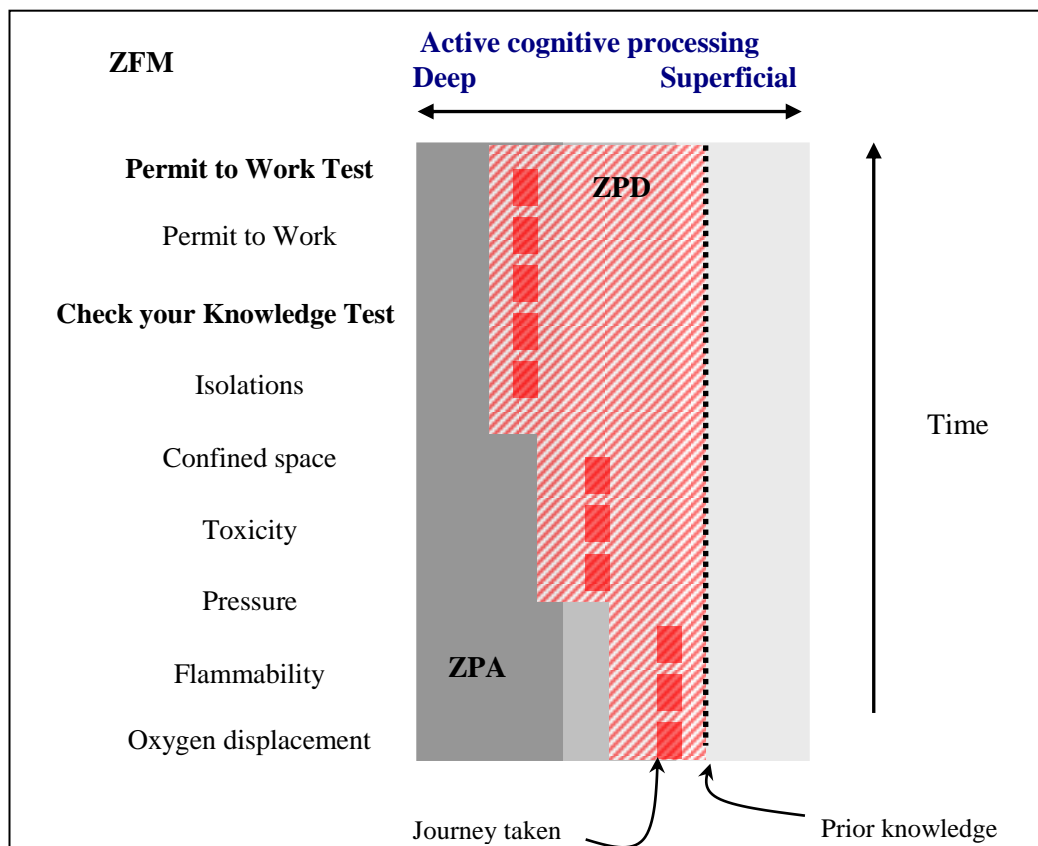 Active cognitive processing
ZFM
Deep Superficial
Permit to Work Test
ZPD
Permit to Work
Check your Knowledge Test
Isolations
Time
Confined space
Toxicity
Pressure
ZPA
Flammability
Oxygen displacement
Journey taken
Prior knowledge